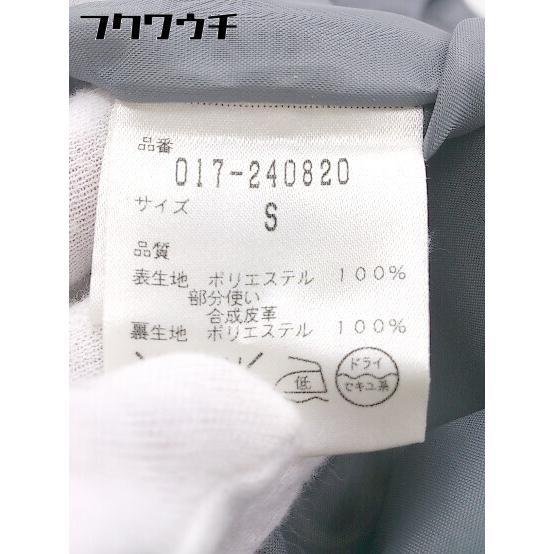 フクワウチ
品番
017-240820
サイズ
S
品質
表生地 ポリエステル 100%
部分使い
合成皮革
裏生地 ポリエステル 100%
低
ドライ
セキユ系